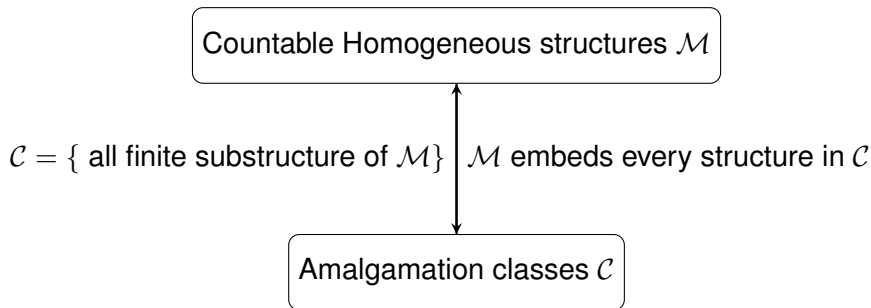 Countable Homogeneous structures ℳ
𝒞 = { all finite substructure of ℳ} ℳ embeds every structure in 𝒞
Amalgamation classes 𝒞